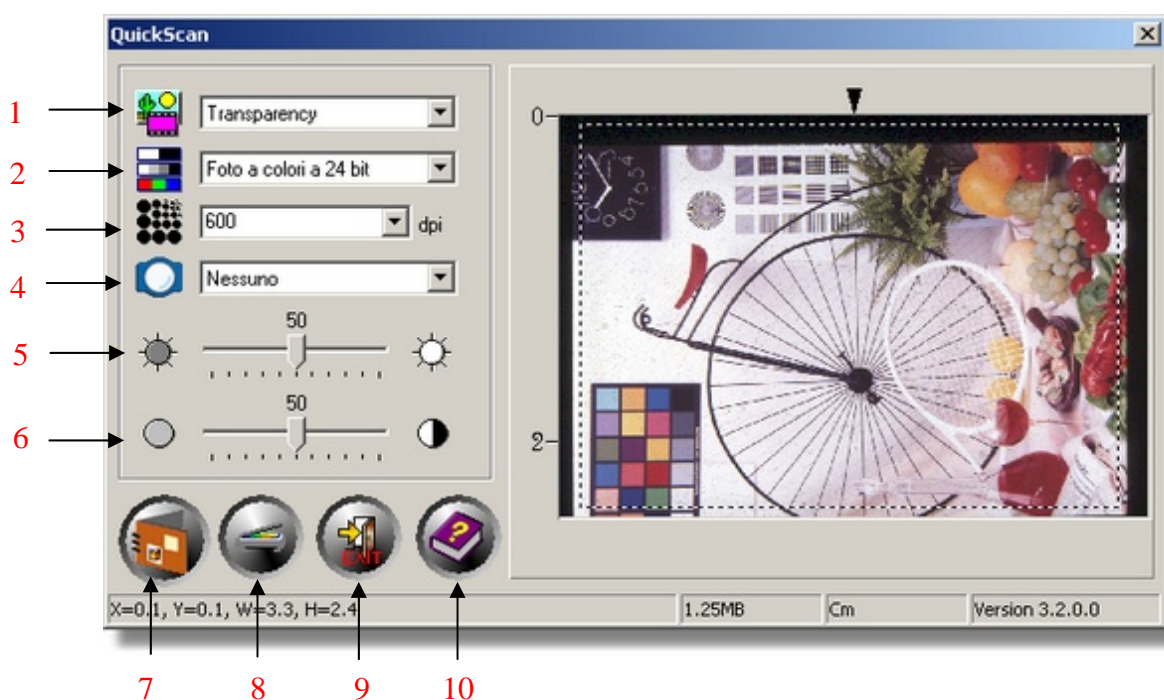 QuickScan
1
Transparency
2
Foto a colori a 24 bit
3
600
dpi
4
Nessuno
50
5
50
6
0
2
EXIT
?
X=0.1, Y=0.1, W=3.3, H=2.4
1.25MB
Cm
Version 3.2.0.0
7
8
9
10